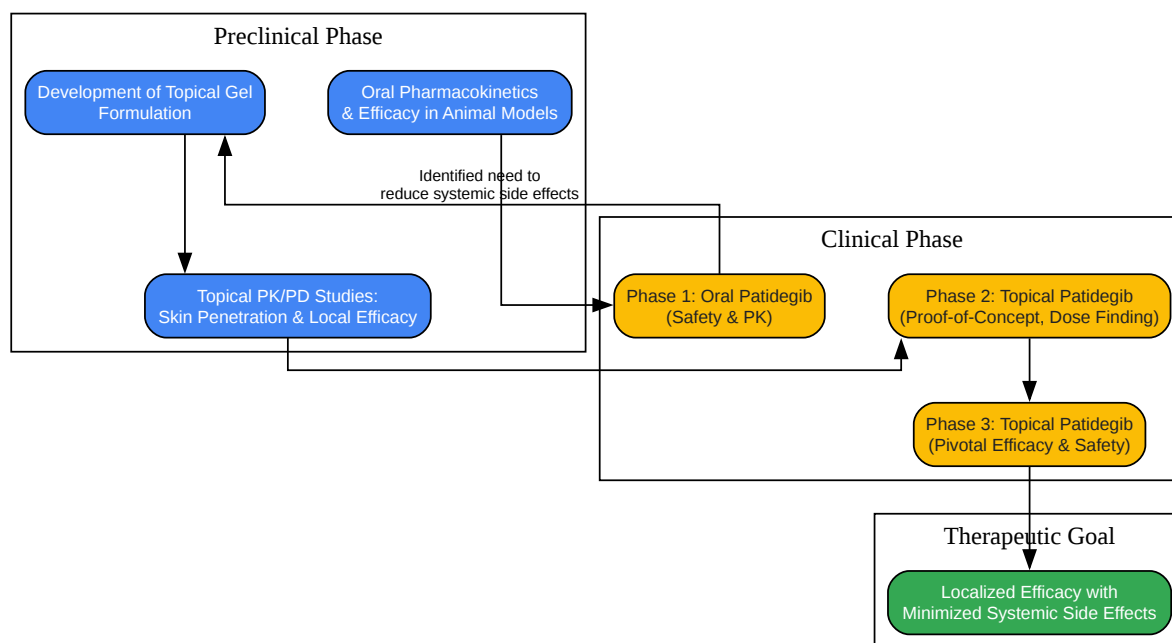 Preclinical Phase
Development of Topical Gel
Formulation
Oral Pharmacokinetics
& Efficacy in Animal Models
Identified need to
reduce systemic side effects
Topical PK/PD Studies:
Skin Penetration & Local Efficacy
Clinical Phase
Phase 1: Oral Patidegib
(Safety & PK)
Phase 2: Topical Patidegib
(Proof-of-Concept, Dose Finding)
Phase 3: Topical Patidegib
(Pivotal Efficacy & Safety)
Therapeutic Goal
Localized Efficacy with
Minimized Systemic Side Effects